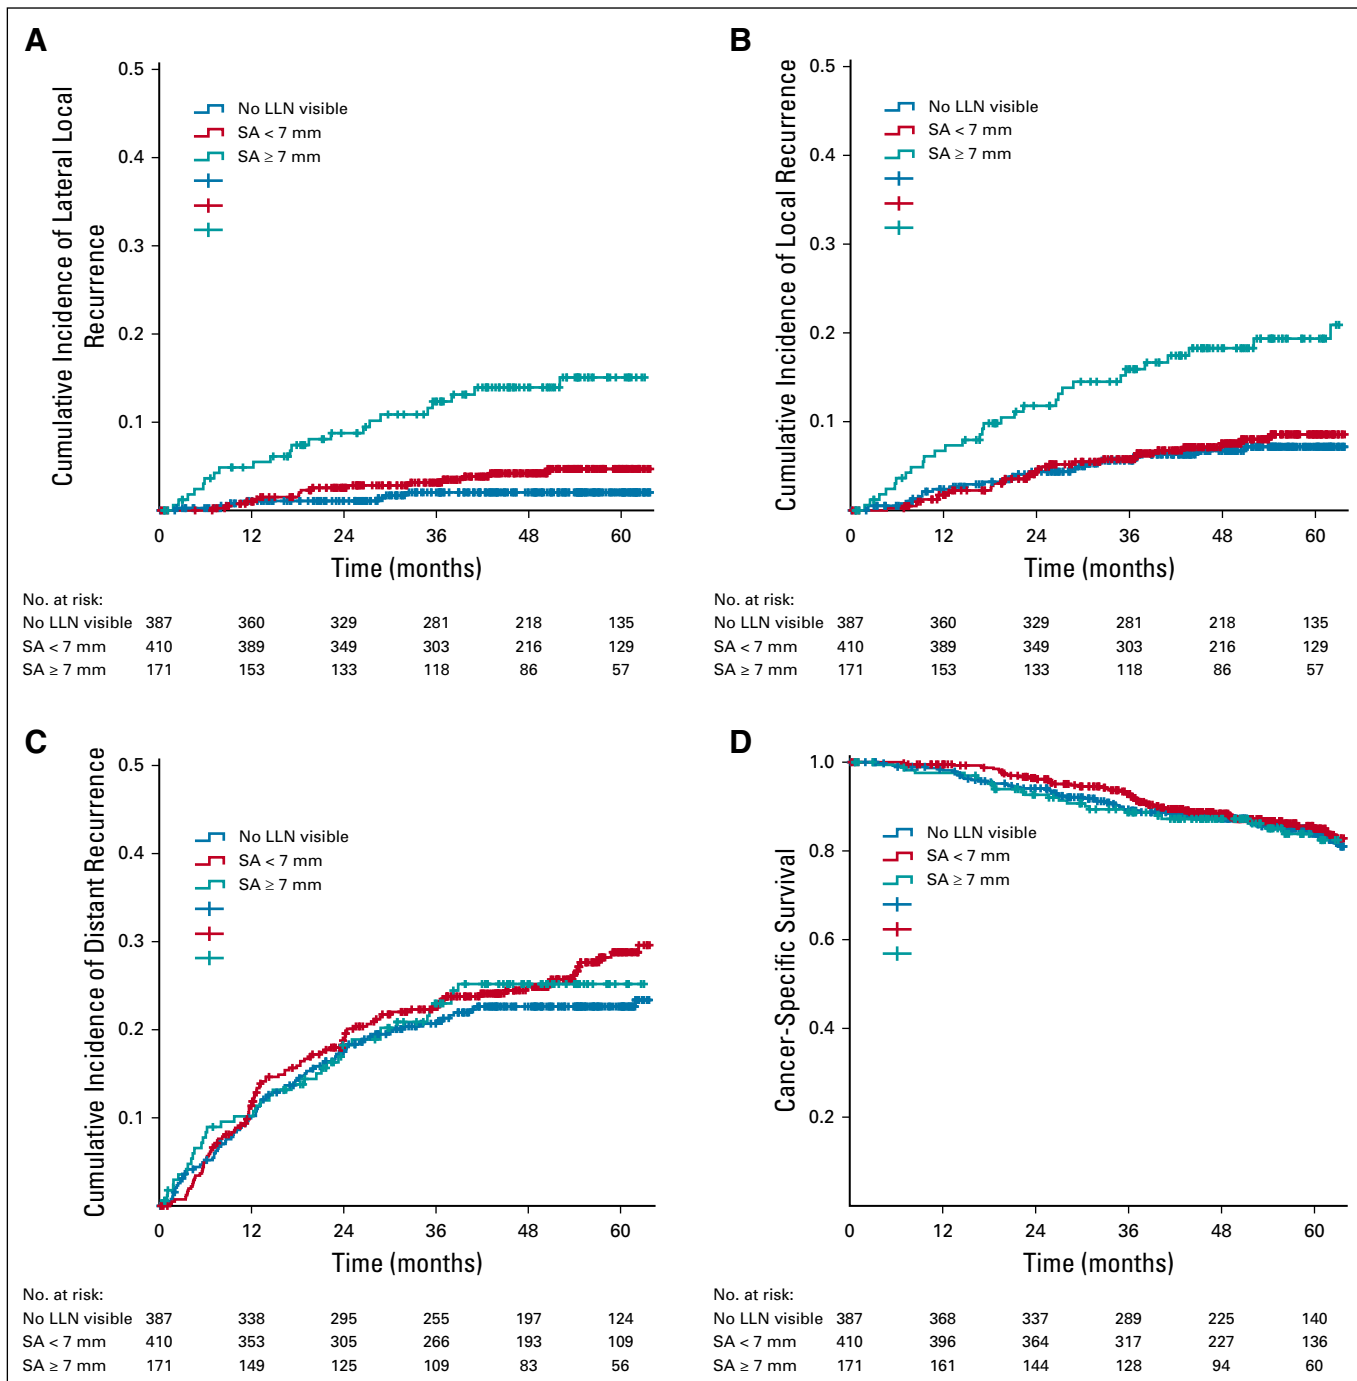 A
Cumulative Incidence of Lateral Local
Recurrence
0.5
0.4
0.3
0.2
0.1
No LLN visible
SA < 7 mm
SA ≥ 7 mm
0 12 24 36 48 60
Time (months)
No. at risk:
No LLN visible 387 360 329 281 218 135
SA < 7 mm 410 389 349 303 216 129
SA ≥ 7 mm 171 153 133 118 86 57
B
Cumulative Incidence of Local Recurrence
0.5
0.4
0.3
0.2
0.1
No LLN visible
SA < 7 mm
SA ≥ 7 mm
0 12 24 36 48 60
Time (months)
No. at risk:
No LLN visible 387 360 329 281 218 135
SA < 7 mm 410 389 349 303 216 129
SA ≥ 7 mm 171 153 133 118 86 57
C
Cumulative Incidence of Distant Recurrence
0.5
0.4
0.3
0.2
0.1
No LLN visible
SA < 7 mm
SA ≥ 7 mm
0 12 24 36 48 60
Time (months)
No. at risk:
No LLN visible 387 338 295 255 197 124
SA < 7 mm 410 353 305 266 193 109
SA ≥ 7 mm 171 149 125 109 83 56
D
Cancer-Specific Survival
1.0
0.8
0.6
0.4
0.2
No LLN visible
SA < 7 mm
SA ≥ 7 mm
0 12 24 36 48 60
Time (months)
No. at risk:
No LLN visible 387 368 337 289 225 140
SA < 7 mm 410 396 364 317 227 136
SA ≥ 7 mm 171 161 144 128 94 60